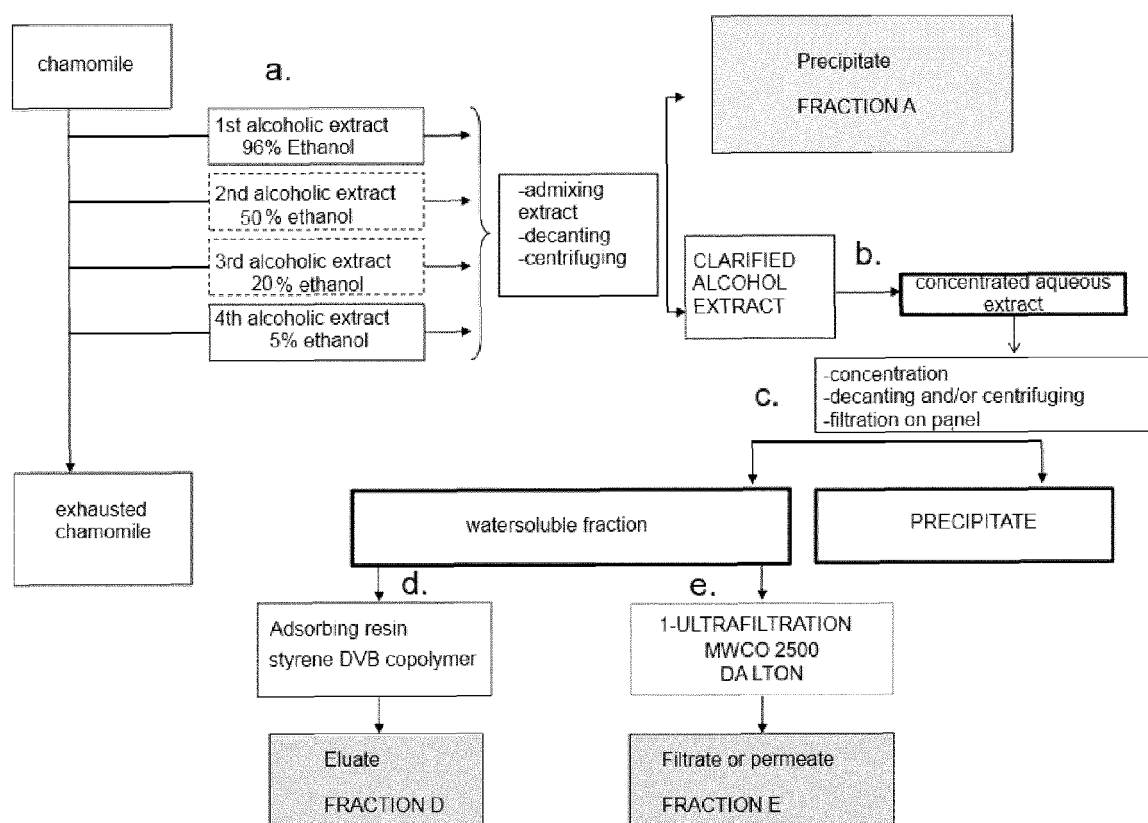 chamomile
a.
1st alcoholic extract
96% Ethanol
2nd alcoholic extract
50% ethanol
3rd alcoholic extract
20% ethanol
4th alcoholic extract
5% ethanol
-admixing
extract
-decanting
-centrifuging
Precipitate
FRACTION A
CLARIFIED
ALCOHOL
EXTRACT
b.
concentrated aqueous
extract
c.
-concentration
-decanting and/or centrifuging
-filtration on panel
exhausted
chamomile
watersoluble fraction
PRECIPITATE
d.
e.
Adsorbing resin
styrene DVB copolymer
1-ULTRAFILTRATION
MWCO 2500
DA LTON
Eluate
FRACTION D
Filtrate or permeate
FRACTION E